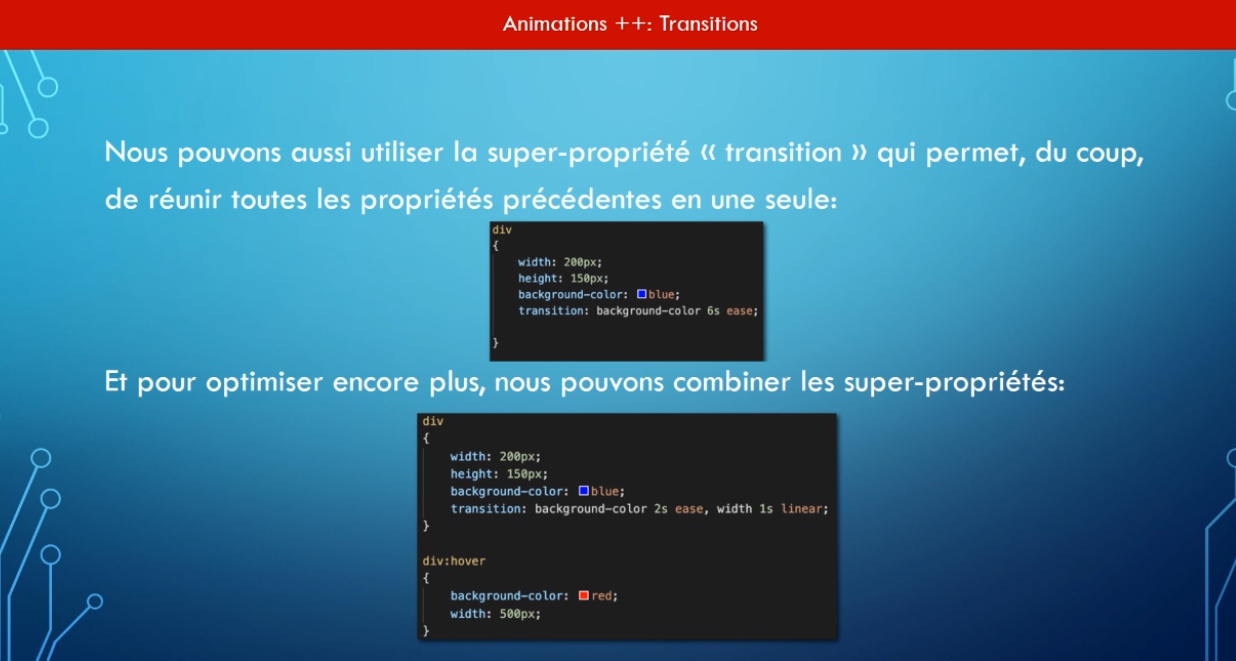 Animations ++: Transitions
Nous pouvons aussi utiliser la super-propriété « transition » qui permet, du coup,
de réunir toutes les propriétés précédentes en une seule:
div
{
    width: 200px;
    height: 150px;
    background-color: blue;
    transition: background-color 6s ease;
}
Et pour optimiser encore plus, nous pouvons combiner les super-propriétés:
div
{
    width: 200px;
    height: 150px;
    background-color: blue;
    transition: background-color 2s ease, width 1s linear;
}
div:hover
{
    background-color: red;
    width: 500px;
}